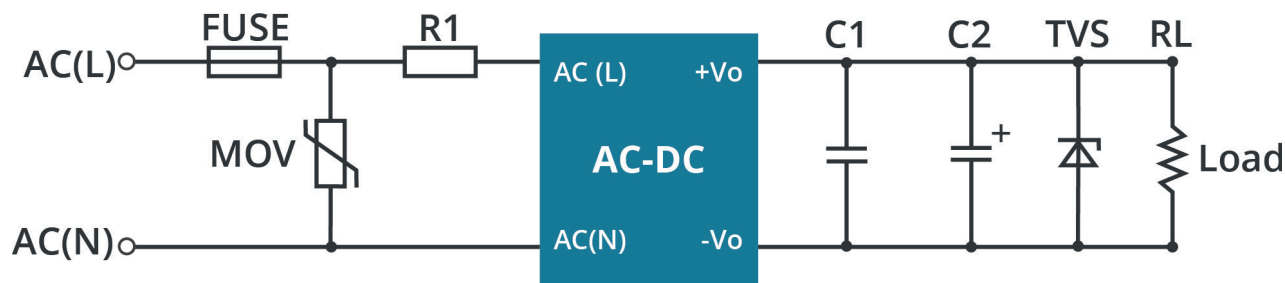 FUSE R1 C1 C2 TVS RL
AC(L) AC (L) +Vo
MOV AC-DC + Load
AC(N) AC(N) -Vo